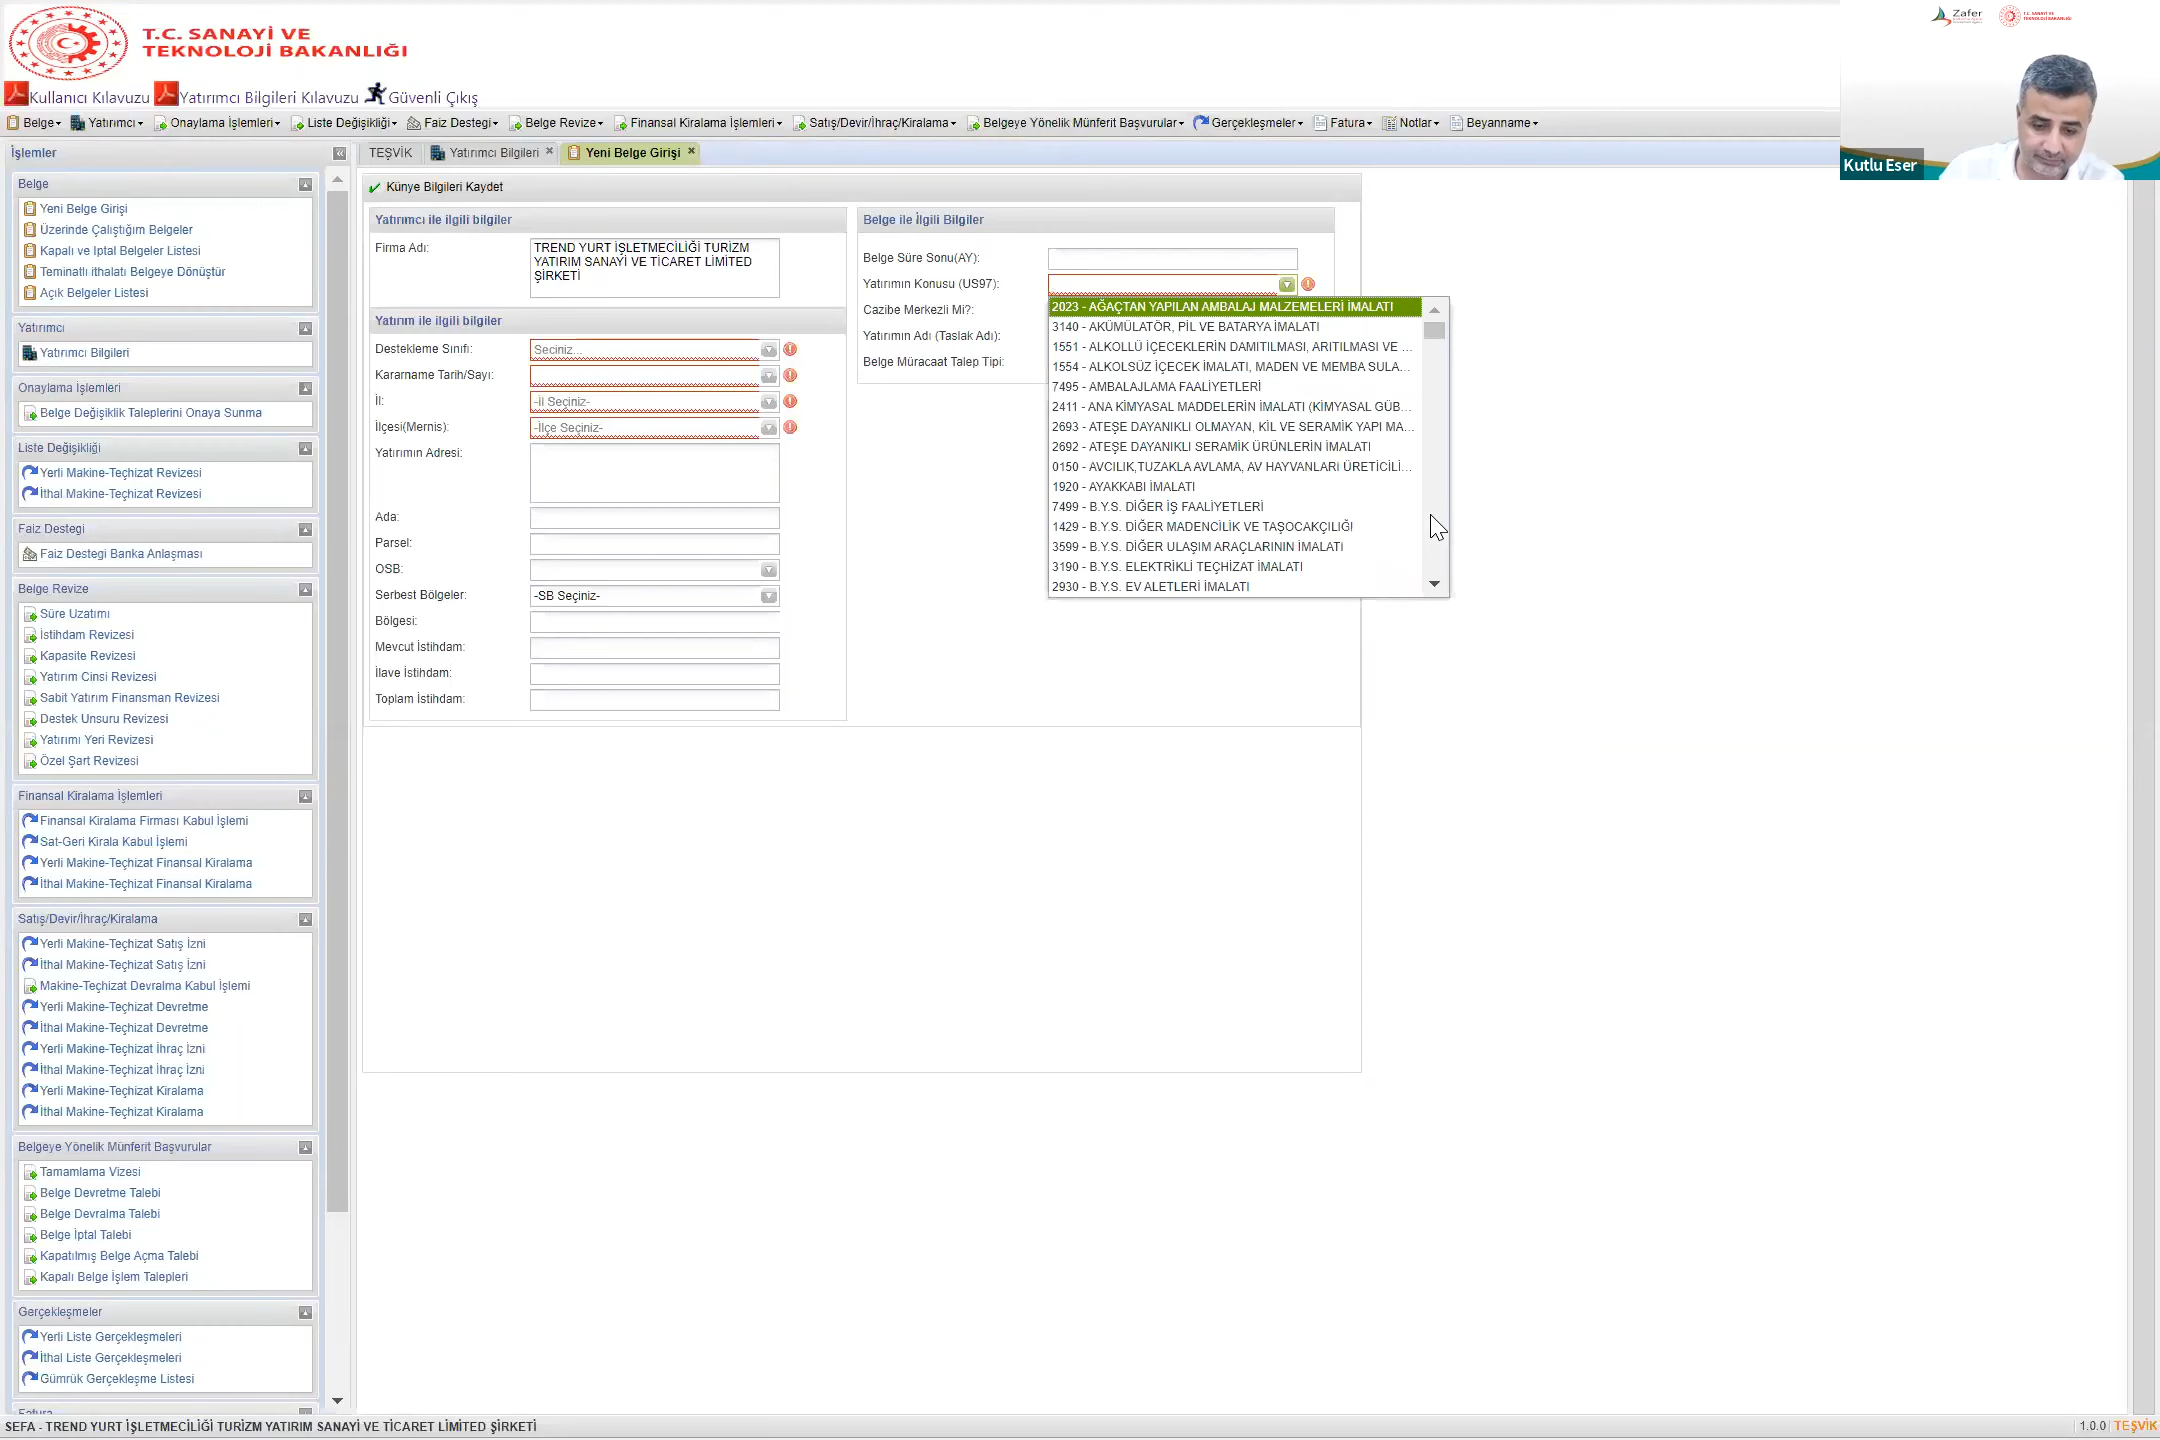 T.C. SANAYİ VE
TEKNOLOJİ BAKANLIĞI
Kullanıcı Kılavuzu Yatırımcı Bilgileri Kılavuzu Güvenli Çıkış
Belge Yatırımcı Onaylama İşlemleri Liste Değişikliği Faiz Destegi Belge Revize Finansal Kiralama İşlemleri Satış/Devir/İhraç/Kiralama Belgeye Yönelik Münferit Başvurular Gerçekleşmeler Fatura Notlar Beyanname
Zafer
T.C. SANAYİ VE
TEKNOLOJİ BAKANLIĞI
Kutlu Eser
İşlemler
Belge
Yeni Belge Girişi
Üzerinde Çalıştığım Belgeler
Kapalı ve Iptal Belgeler Listesi
Teminatlı ithalatı Belgeye Dönüştür
Açık Belgeler Listesi
Yatırımcı
Yatırımcı Bilgileri
Onaylama İşlemleri
Belge Değişiklik Taleplerini Onaya Sunma
Liste Değişikliği
Yerli Makine-Teçhizat Revizesi
İthal Makine-Teçhizat Revizesi
Faiz Destegi
Faiz Destegi Banka Anlaşması
Belge Revize
Süre Uzatımı
İstihdam Revizesi
Kapasite Revizesi
Yatırım Cinsi Revizesi
Sabit Yatırım Finansman Revizesi
Destek Unsuru Revizesi
Yatırımı Yeri Revizesi
Özel Şart Revizesi
Finansal Kiralama İşlemleri
Finansal Kiralama Firması Kabul İşlemi
Sat-Geri Kirala Kabul İşlemi
Yerli Makine-Teçhizat Finansal Kiralama
İthal Makine-Teçhizat Finansal Kiralama
Satış/Devir/İhraç/Kiralama
Yerli Makine-Teçhizat Satış İzni
İthal Makine-Teçhizat Satış İzni
Makine-Teçhizat Devralma Kabul İşlemi
Yerli Makine-Teçhizat Devretme
İthal Makine-Teçhizat Devretme
Yerli Makine-Teçhizat İhraç İzni
İthal Makine-Teçhizat İhraç İzni
Yerli Makine-Teçhizat Kiralama
İthal Makine-Teçhizat Kiralama
Belgeye Yönelik Münferit Başvurular
Tamamlama Vizesi
Belge Devretme Talebi
Belge Devralma Talebi
Belge İptal Talebi
Kapatılmış Belge Açma Talebi
Kapalı Belge İşlem Talepleri
Gerçekleşmeler
Yerli Liste Gerçekleşmeleri
İthal Liste Gerçekleşmeleri
Gümrük Gerçekleşme Listesi
Fatura
TEŞVİK Yatırımcı Bilgileri Yeni Belge Girişi
Künye Bilgileri Kaydet
Yatırımcı ile ilgili bilgiler
Firma Adı:
TREND YURT İŞLETMECİLİĞİ TURİZM
YATIRIM SANAYİ VE TİCARET LİMİTED
ŞİRKETİ
Yatırım ile ilgili bilgiler
Destekleme Sınıfı: Seciniz...
Kararname Tarih/Sayı:
İl: -İl Seçiniz-
İlçesi(Mernis): -İlçe Seçiniz-
Yatırımın Adresi:
Ada:
Parsel:
OSB:
Serbest Bölgeler: -SB Seçiniz-
Bölgesi:
Mevcut İstihdam:
İlave İstihdam:
Toplam İstihdam:
Belge ile İlgili Bilgiler
Belge Süre Sonu(AY):
Yatırımın Konusu (US97):
Cazibe Merkezli Mi?:
Yatırımın Adı (Taslak Adı):
Belge Müracaat Talep Tipi:
2023 - AĞAÇTAN YAPILAN AMBALAJ MALZEMELERİ İMALATI
3140 - AKÜMÜLATÖR, PİL VE BATARYA İMALATI
1551 - ALKOLLÜ İÇECEKLERİN DAMITILMASI, ARITILMASI VE ...
1554 - ALKOLSÜZ İÇECEK İMALATI, MADEN VE MEMBA SULA...
7495 - AMBALAJLAMA FAALİYETLERİ
2411 - ANA KİMYASAL MADDELERİN İMALATI (KİMYASAL GÜB...
2693 - ATEŞE DAYANIKLI OLMAYAN, KİL VE SERAMİK YAPI MA...
2692 - ATEŞE DAYANIKLI SERAMİK ÜRÜNLERİN İMALATI
0150 - AVCILIK,TUZAKLA AVLAMA, AV HAYVANLARI ÜRETİCİLİ...
1920 - AYAKKABI İMALATI
7499 - B.Y.S. DİĞER İŞ FAALİYETLERİ
1429 - B.Y.S. DİĞER MADENCİLİK VE TAŞOCAKÇILIĞI
3599 - B.Y.S. DİĞER ULAŞIM ARAÇLARININ İMALATI
3190 - B.Y.S. ELEKTRİKLİ TEÇHİZAT İMALATI
2930 - B.Y.S. EV ALETLERİ İMALATI
SEFA - TREND YURT İŞLETMECİLİĞİ TURİZM YATIRIM SANAYİ VE TİCARET LİMİTED ŞİRKETİ
1.0.0 TEŞVİK